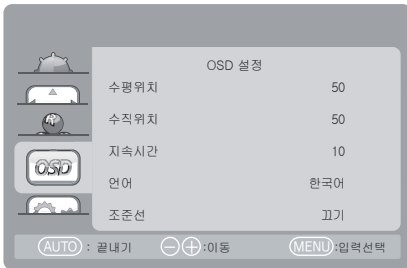 OSD 설정
수평위치 50
수직위치 50
지속시간 10
OSD
언어 한국어
조준선 끄기
AUTO : 끝내기 −+:이동 MENU:입력선택